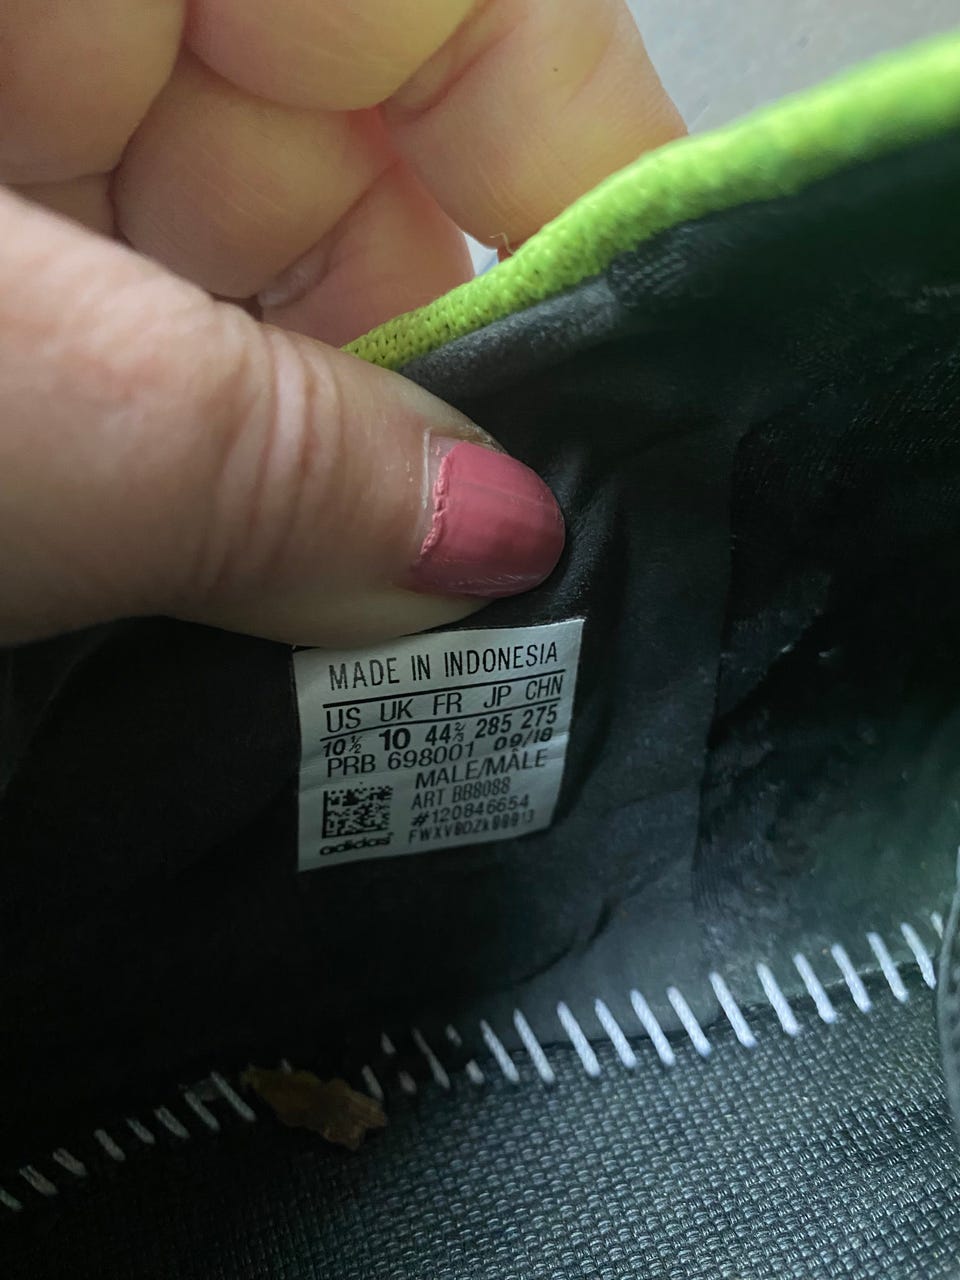 MADE IN INDONESIA
US UK FR JP CHN
10½ 10 44⅔ 285 275
PRB 698001 09/18
MALE/MÂLE
ART BB8088
#120846654
adidas